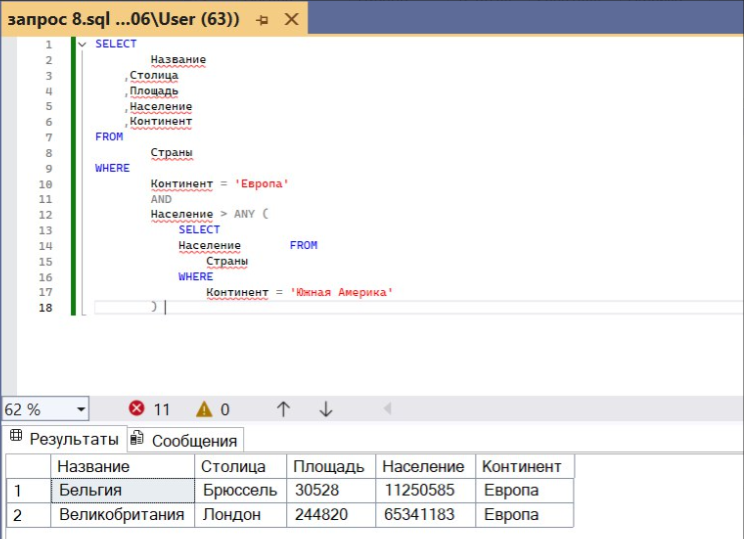 запрос 8.sql ...06\User (63))
1 SELECT
2 Название
3 ,Столица
4 ,Площадь
5 ,Население
6 ,Континент
7 FROM
8 Страны
9 WHERE
10 Континент = 'Европа'
11 AND
12 Население > ANY (
13 SELECT
14 Население FROM
15 Страны
16 WHERE
17 Континент = 'Южная Америка'
18 )
62 % 11 0
Результаты Сообщения
Название Столица Площадь Население Континент
1 Бельгия Брюссель 30528 11250585 Европа
2 Великобритания Лондон 244820 65341183 Европа